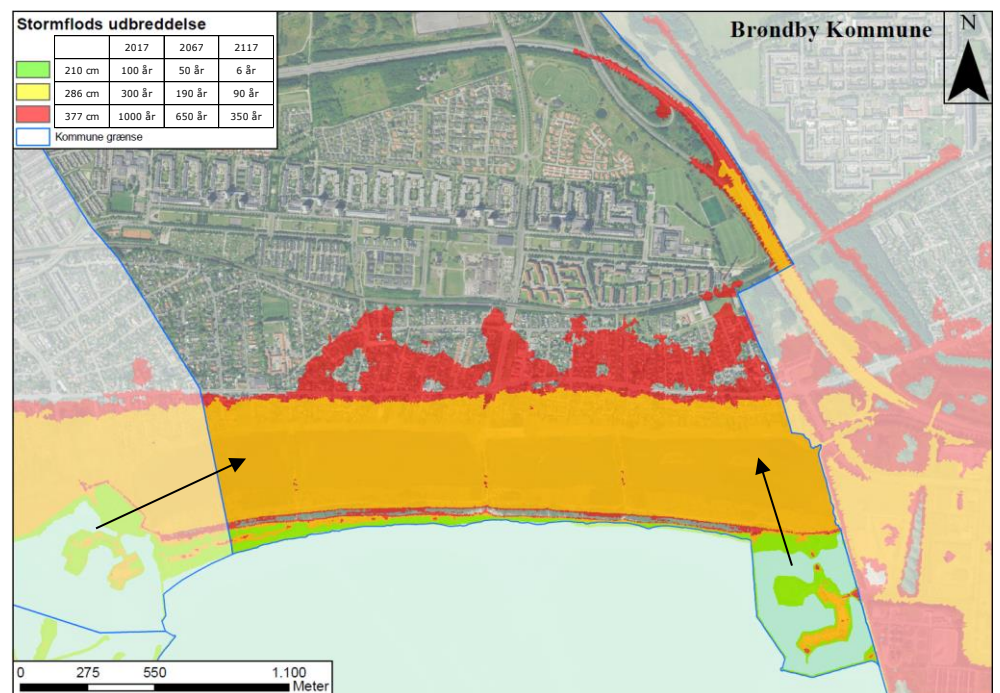 Stormflods udbreddelse
2017 2067 2117
210 cm 100 år 50 år 6 år
286 cm 300 år 190 år 90 år
377 cm 1000 år 650 år 350 år
Kommune grænse
Brøndby Kommune
N
0 275 550 1.100
Meter